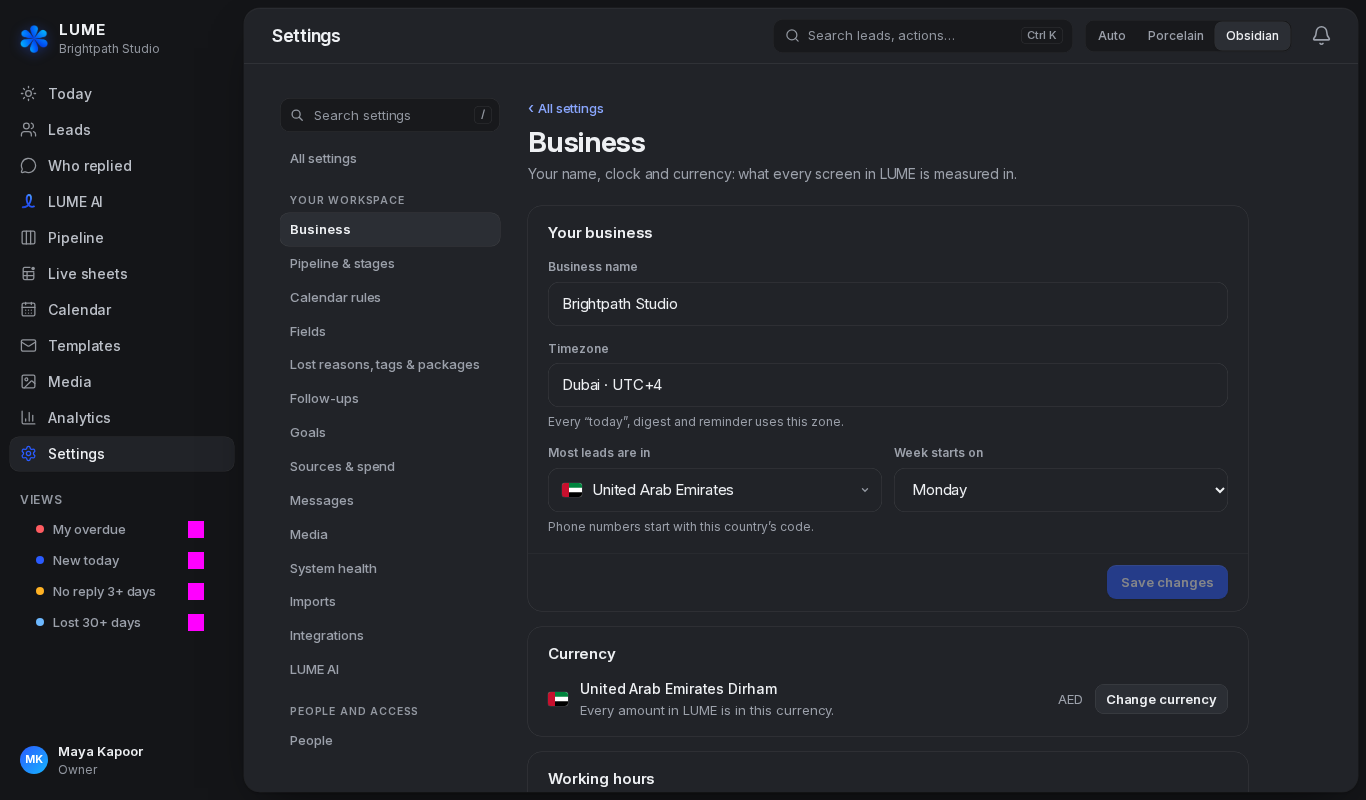 LUME
Brightpath Studio
Today
Leads
Who replied
LUME AI
Pipeline
Live sheets
Calendar
Templates
Media
Analytics
Settings
VIEWS
My overdue
New today
No reply 3+ days
Lost 30+ days
MK
Maya Kapoor
Owner
Settings
Search leads, actions…
Ctrl K
Auto
Porcelain
Obsidian
Search settings
/
All settings
YOUR WORKSPACE
Business
Pipeline & stages
Calendar rules
Fields
Lost reasons, tags & packages
Follow-ups
Goals
Sources & spend
Messages
Media
System health
Imports
Integrations
LUME AI
PEOPLE AND ACCESS
People
‹ All settings
Business
Your name, clock and currency: what every screen in LUME is measured in.
Your business
Business name
Brightpath Studio
Timezone
Dubai · UTC+4
Every “today”, digest and reminder uses this zone.
Most leads are in
Week starts on
United Arab Emirates
Monday
Phone numbers start with this country’s code.
Save changes
Currency
United Arab Emirates Dirham
Every amount in LUME is in this currency.
AED
Change currency
Working hours